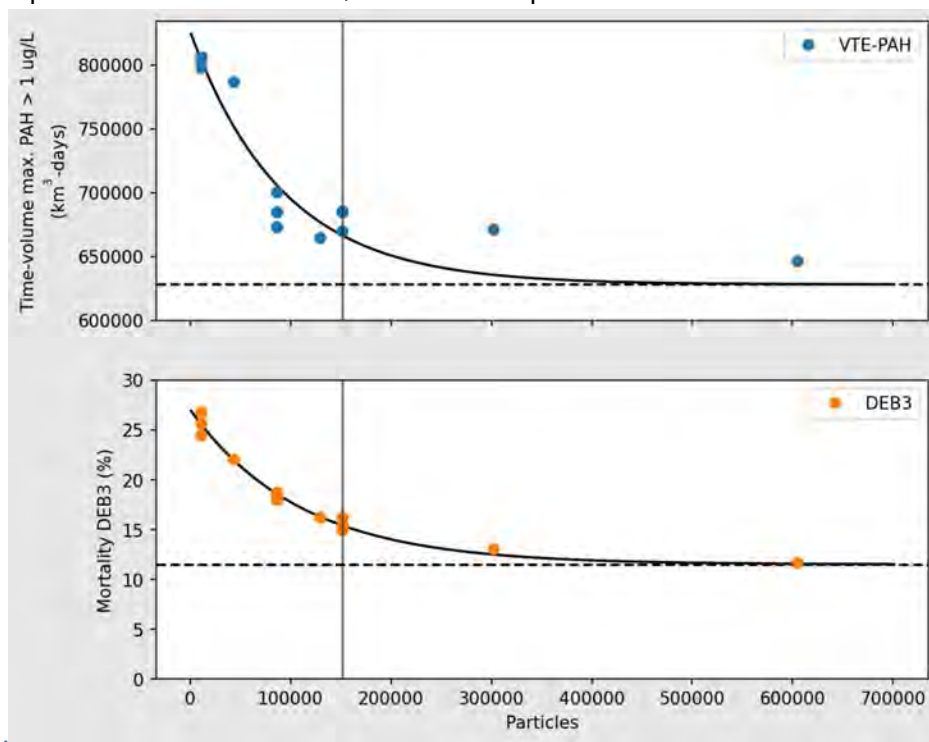 Time-volume max. PAH > 1 ug/L
(km³-days)
800000
750000
700000
650000
600000
VTE-PAH
Mortality DEB3 (%)
30
25
20
15
10
5
0
DEB3
0 100000 200000 300000 400000 500000 600000 700000
Particles